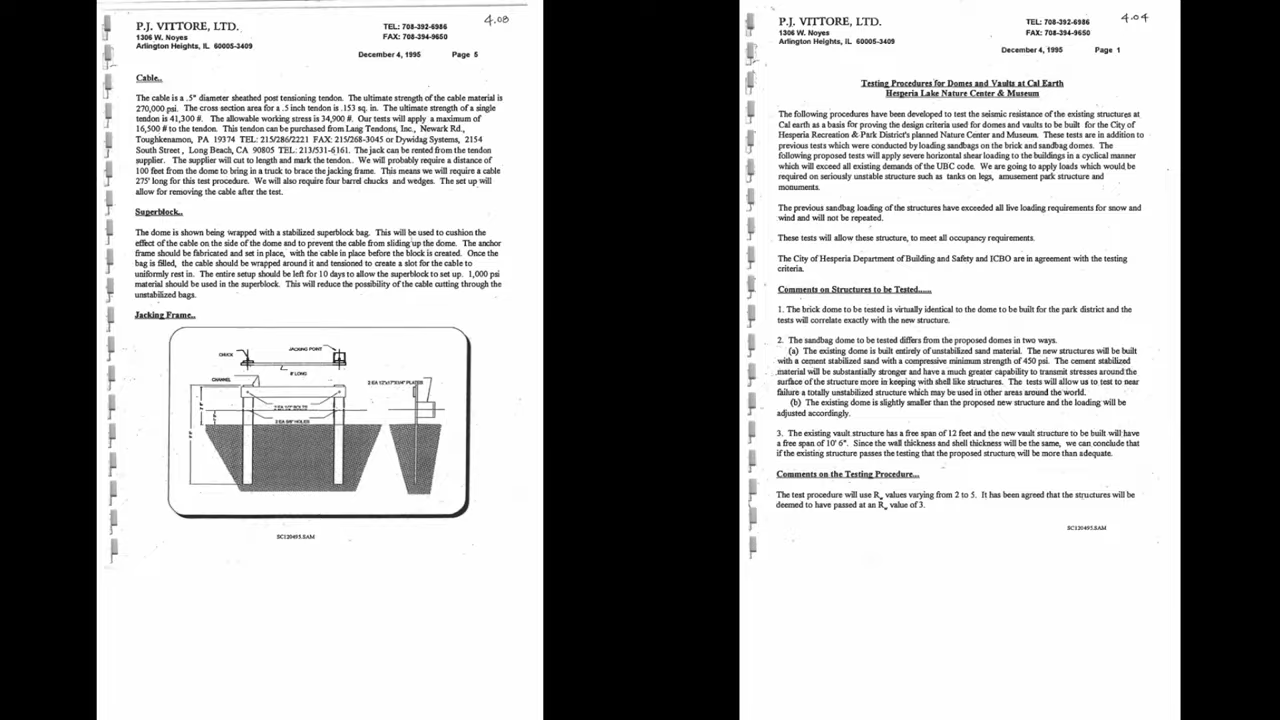 4.08
P.J. VITTORE, LTD.
1306 W. Noyes
Arlington Heights, IL 60005-3409
TEL: 708-392-6986
FAX: 708-394-9650
December 4, 1995 Page 5
Cable..
The cable is a .5" diameter sheathed post tensioning tendon. The ultimate strength of the cable material is
270,000 psi. The cross section area for a .5 inch tendon is .153 sq. in. The ultimate strength of a single
tendon is 41,300 #. The allowable working stress is 34,900 #. Our tests will apply a maximum of
16,500 # to the tendon. This tendon can be purchased from Lang Tendons, Inc., Newark Rd.,
Toughkenamon, PA 19374 TEL: 215/286/2221 FAX: 215/268-3045 or Dywidag Systems, 2154
South Street , Long Beach, CA 90805 TEL: 213/531-6161. The jack can be rented from the tendon
supplier. The supplier will cut to length and mark the tendon. We will probably require a distance of
100 feet from the dome to bring in a truck to brace the jacking frame. This means we will require a cable
275' long for this test procedure. We will also require four barrel chucks and wedges. The set up will
allow for removing the cable after the test.
Superblock..
The dome is shown being wrapped with a stabilized superblock bag. This will be used to cushion the
effect of the cable on the side of the dome and to prevent the cable from sliding up the dome. The anchor
frame should be fabricated and set in place, with the cable in place before the block is created. Once the
bag is filled, the cable should be wrapped around it and tensioned to create a slot for the cable to
uniformly rest in. The entire setup should be left for 10 days to allow the superblock to set up. 1,000 psi
material should be used in the superblock. This will reduce the possibility of the cable cutting through the
unstabilized bags.
Jacking Frame..
JACKING POINT
CHUCK
8' LONG
CHANNEL
2 EA 1/2" BOLTS
SC120495.SAM
4.04
P.J. VITTORE, LTD.
1306 W. Noyes
Arlington Heights, IL 60005-3409
TEL: 708-392-6986
FAX: 708-394-9650
December 4, 1995 Page 1
Testing Procedures for Domes and Vaults at Cal Earth
Hesperia Lake Nature Center & Museum
The following procedures have been developed to test the seismic resistance of the existing structures at
Cal earth as a basis for proving the design criteria used for domes and vaults to be built for the City of
Hesperia Recreation & Park District's planned Nature Center and Museum. These tests are in addition to
previous tests which were conducted by loading sandbags on the brick and sandbag domes. The
following proposed tests will apply severe horizontal shear loading to the buildings in a cyclical manner
which will exceed all existing demands of the UBC code. We are going to apply loads which would be
required on seriously unstable structure such as tanks on legs, amusement park structure and
monuments.
The previous sandbag loading of the structures have exceeded all live loading requirements for snow and
wind and will not be repeated.
These tests will allow these structure, to meet all occupancy requirements.
The City of Hesperia Department of Building and Safety and ICBO are in agreement with the testing
criteria.
Comments on Structures to be Tested......
1. The brick dome to be tested is virtually identical to the dome to be built for the park district and the
tests will correlate exactly with the new structure.
2. The sandbag dome to be tested differs from the proposed domes in two ways.
(a) The existing dome is built entirely of unstabilized sand material. The new structures will be built
with a cement stabilized sand with a compressive minimum strength of 450 psi. The cement stabilized
material will be substantially stronger and have a much greater capability to transmit stresses around the
surface of the structure more in keeping with shell like structures. The tests will allow us to test to near
failure a totally unstabilized structure which may be used in other areas around the world.
(b) The existing dome is slightly smaller than the proposed new structure and the loading will be
adjusted accordingly.
3. The existing vault structure has a free span of 12 feet and the new vault structure to be built will have
a free span of 10' 6". Since the wall thickness and shell thickness will be the same, we can conclude that
if the existing structure passes the testing that the proposed structure will be more than adequate.
Comments on the Testing Procedure...
The test procedure will use Rw values varying from 2 to 5. It has been agreed that the structures will be
deemed to have passed at an Rw value of 3.
SC120495.SAM